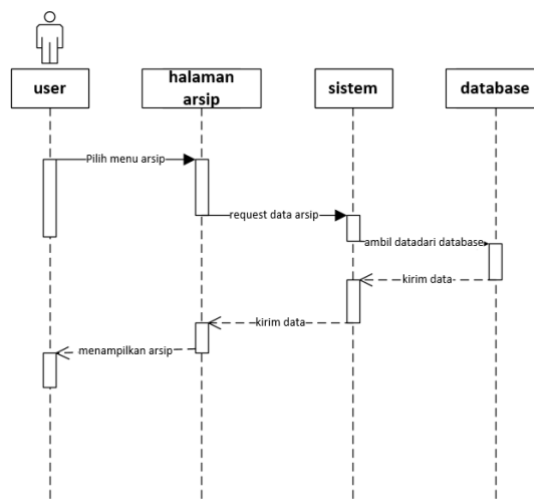 user
halaman
arsip
sistem
database
Pilih menu arsip
request data arsip
ambil datadari database
kirim data
kirim data
menampilkan arsip